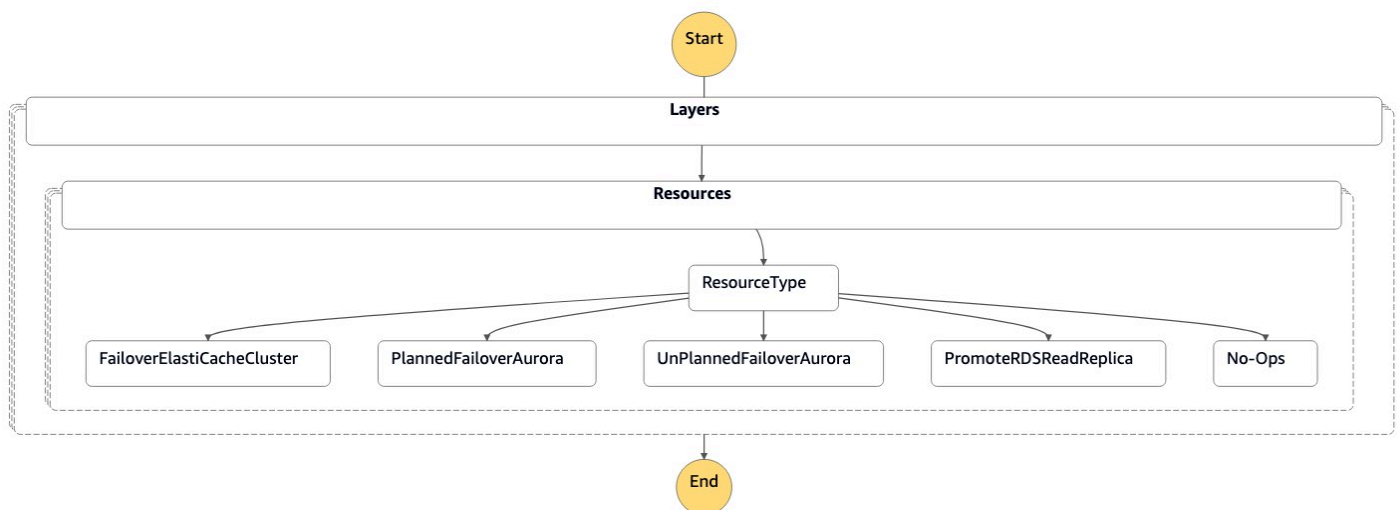 Start
Layers
Resources
ResourceType
FailoverElastiCacheCluster
PlannedFailoverAurora
UnPlannedFailoverAurora
PromoteRDSReadReplica
No-Ops
End